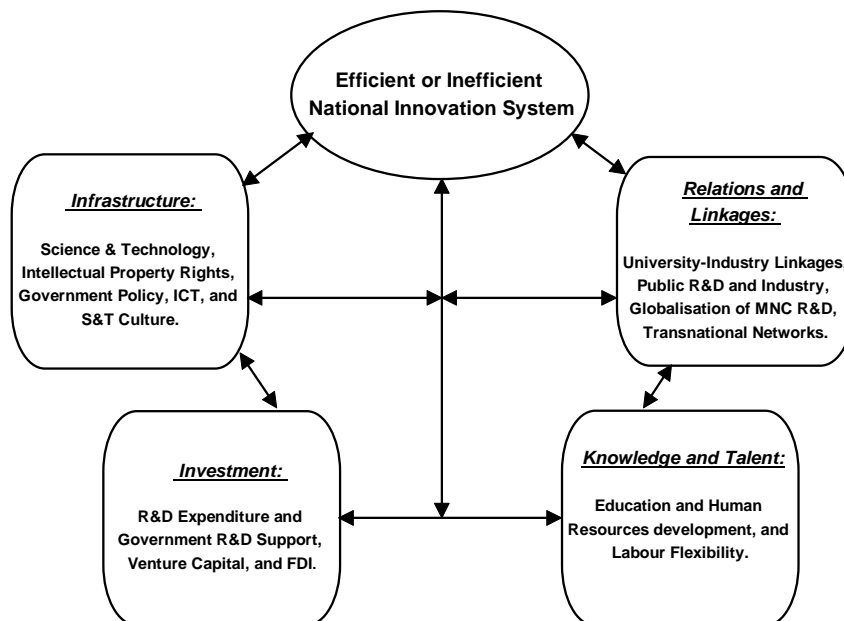 Efficient or Inefficient
National Innovation System
Infrastructure:
Science & Technology,
Intellectual Property Rights,
Government Policy, ICT, and
S&T Culture.
Relations and
Linkages:
University-Industry Linkages,
Public R&D and Industry,
Globalisation of MNC R&D,
Transnational Networks.
Investment:
R&D Expenditure and
Government R&D Support,
Venture Capital, and FDI.
Knowledge and Talent:
Education and Human
Resources development, and
Labour Flexibility.